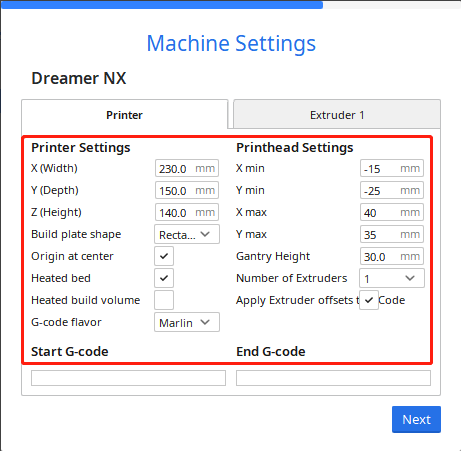 Machine Settings
Dreamer NX
Printer
Extruder 1
Printer Settings
X (Width) 230.0 mm
Y (Depth) 150.0 mm
Z (Height) 140.0 mm
Build plate shape Recta...
Origin at center
Heated bed
Heated build volume
G-code flavor Marlin
Printhead Settings
X min -15 mm
Y min -25 mm
X max 40 mm
Y max 35 mm
Gantry Height 30.0 mm
Number of Extruders 1
Apply Extruder offsets t Code
Start G-code
End G-code
Next